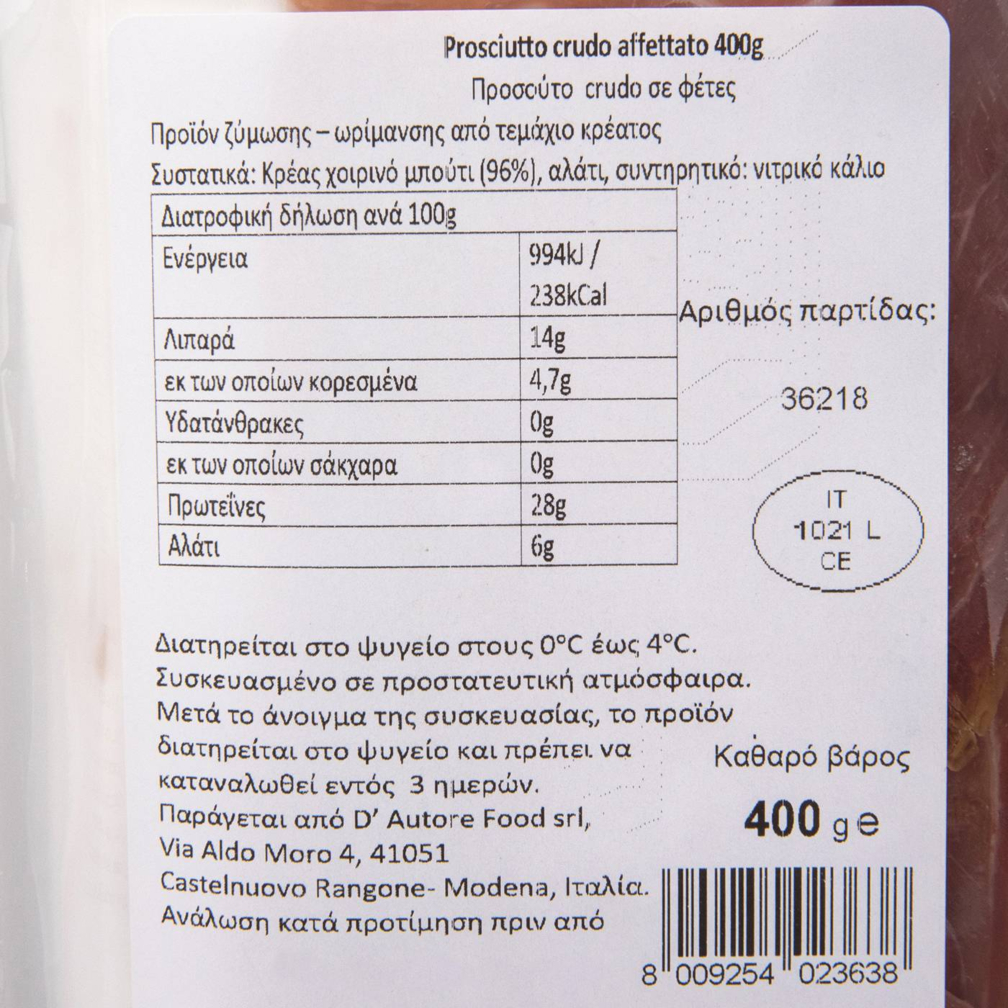 Prosciutto crudo affettato 400g
Προσούτο crudo σε φέτες
Προϊόν ζύμωσης – ωρίμανσης από τεμάχιο κρέατος
Συστατικά: Κρέας χοιρινό μπούτι (96%), αλάτι, συντηρητικό: νιτρικό κάλιο
Διατροφική δήλωση ανά 100g
Ενέργεια 994kJ /
238kCal
Λιπαρά 14g
εκ των οποίων κορεσμένα 4,7g
Υδατάνθρακες 0g
εκ των οποίων σάκχαρα 0g
Πρωτεΐνες 28g
Αλάτι 6g
Αριθμός παρτίδας:
36218
IT
1021 L
CE
Διατηρείται στο ψυγείο στους 0°C έως 4°C.
Συσκευασμένο σε προστατευτική ατμόσφαιρα.
Μετά το άνοιγμα της συσκευασίας, το προϊόν
διατηρείται στο ψυγείο και πρέπει να
καταναλωθεί εντός 3 ημερών.
Παράγεται από D’ Autore Food srl,
Via Aldo Moro 4, 41051
Castelnuovo Rangone- Modena, Ιταλία.
Ανάλωση κατά προτίμηση πριν από
Καθαρό βάρος
400 g e
8 009254 023638